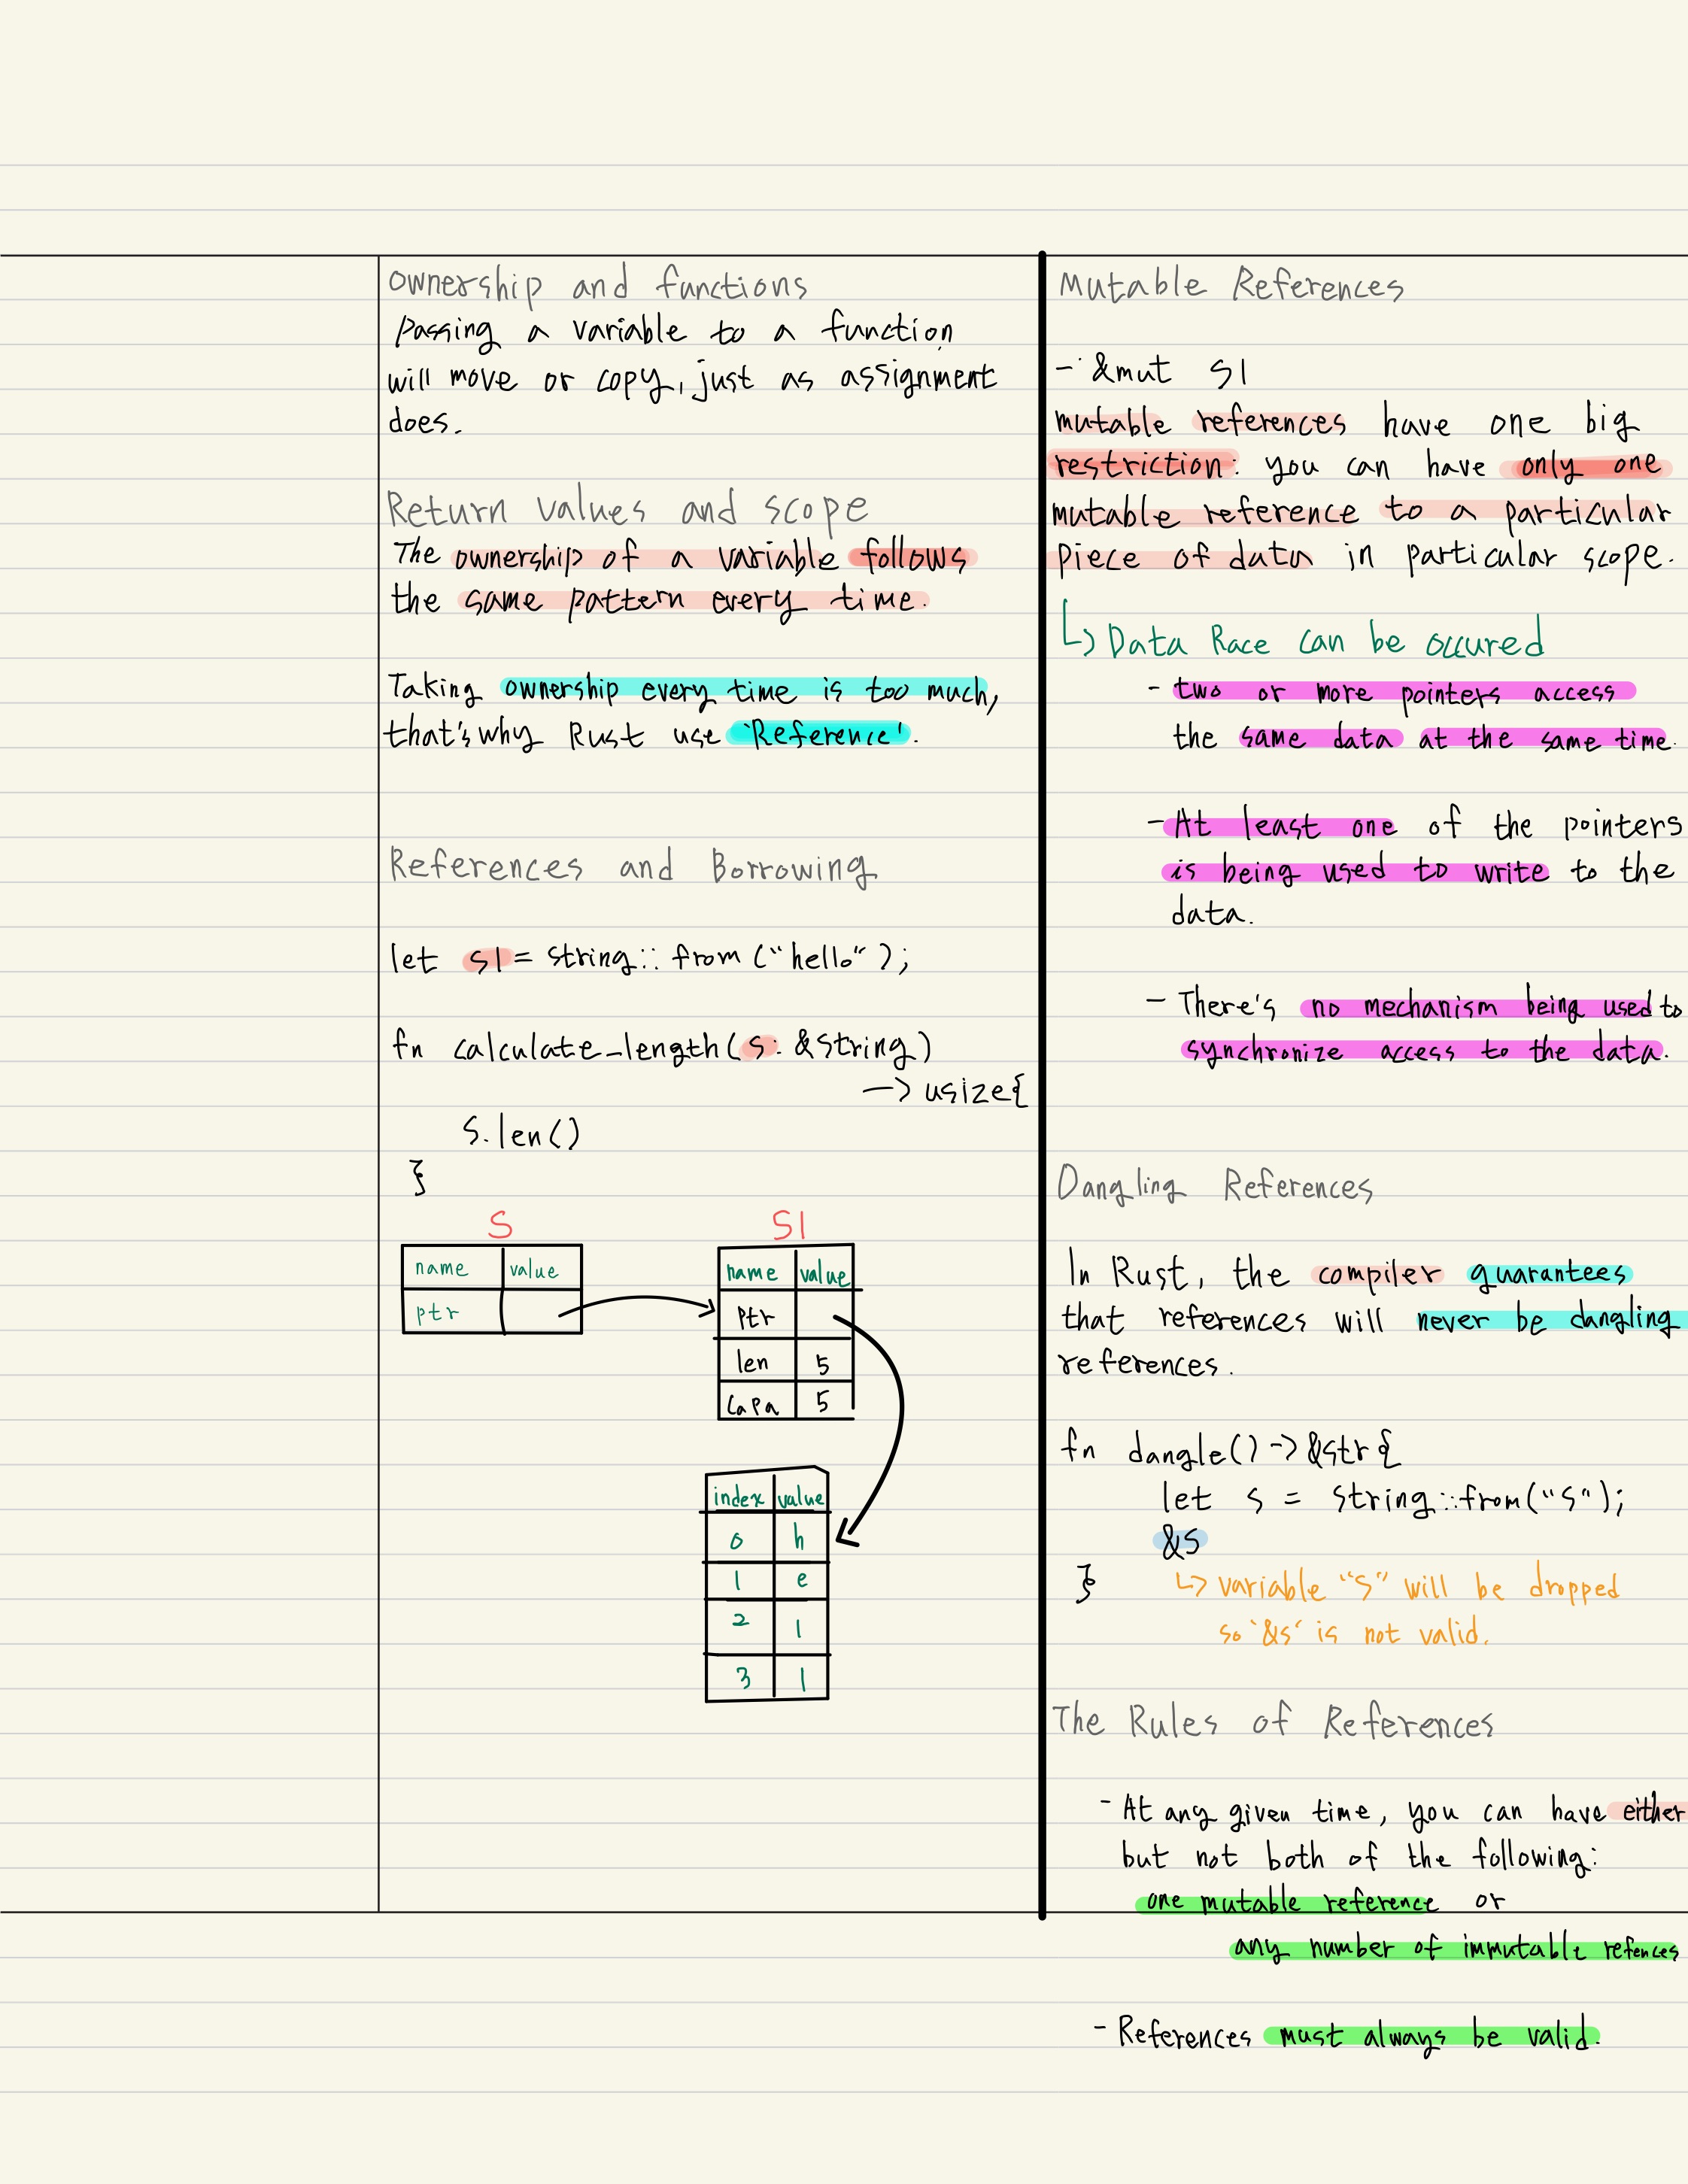 Ownership and functions
Passing a variable to a function
will move or copy, just as assignment
does.
Return values and scope
The ownership of a variable follows
the same pattern every time.
Taking ownership every time is too much,
that's why Rust use 'Reference'.
References and Borrowing
let s1 = string::from("hello");
fn calculate_length(s: &string)
-> usize{
s.len()
}
S
name value
ptr
S1
name value
ptr
len 5
capa 5
index value
0 h
1 e
2 l
3 l
Mutable References
- &mut S1
mutable references have one big
restriction: you can have only one
mutable reference to a particular
piece of data in particular scope.
↳ Data Race can be occured
- two or more pointers access
the same data at the same time.
- At least one of the pointers
is being used to write to the
data.
- There's no mechanism being used to
synchronize access to the data.
Dangling References
In Rust, the compiler guarantees
that references will never be dangling
references.
fn dangle() -> &str{
let s = string::from("s");
&s
}
↳ variable "s" will be dropped
so '&s' is not valid.
The Rules of References
- At any given time, you can have either
but not both of the following:
one mutable reference or
any number of immutable refences
- References must always be valid.